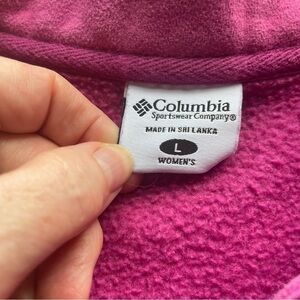 Columbia
Sportswear Company®
MADE IN SRI LANKA
L
WOMEN'S